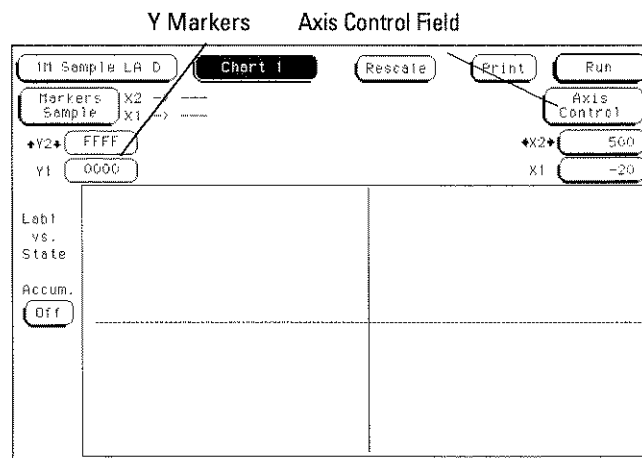 Y Markers Axis Control Field
1M Sample LA D Chart 1 Rescale Print Run
Markers Sample X2 -> X1 -> Axis Control
Y2 FFFF X2 500
Y1 0000 X1 -20
Lab1
vs.
State
Accum.
Off